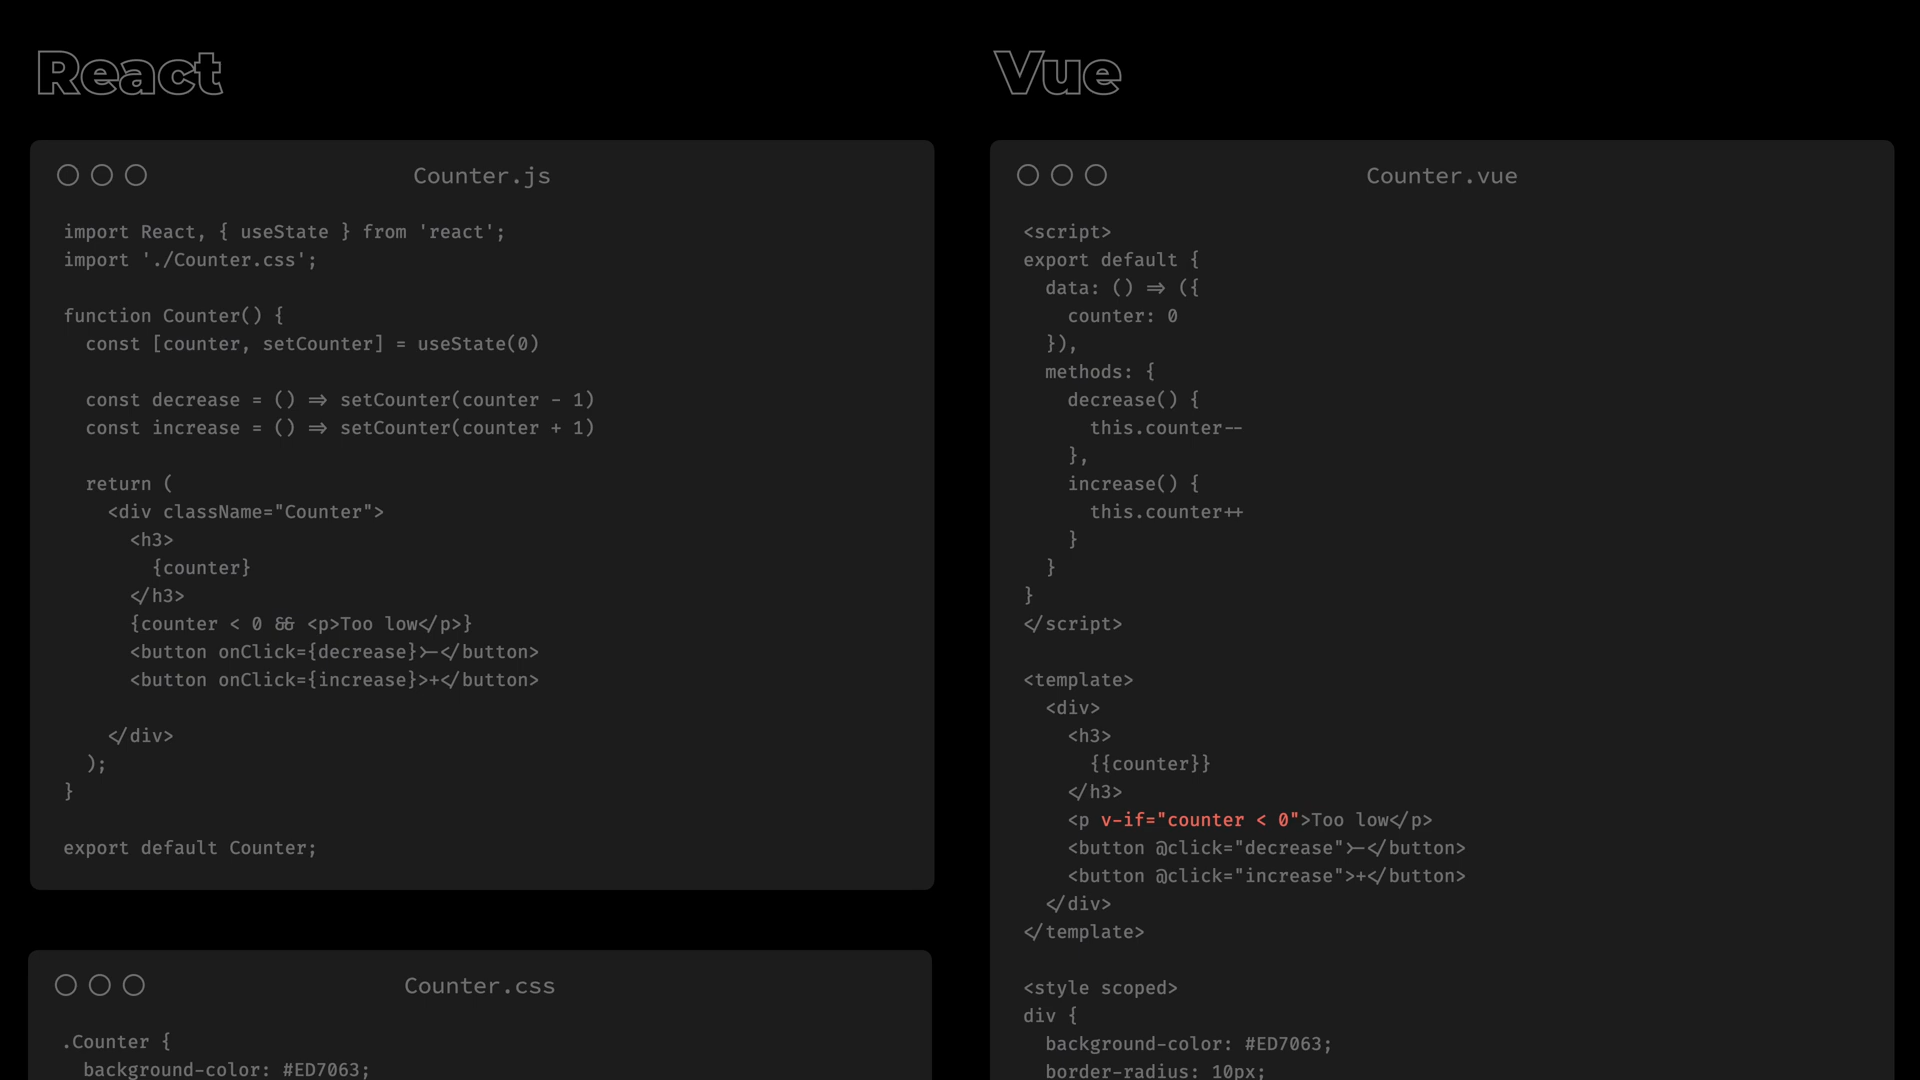 React
Counter.js
import React, { useState } from 'react';
import './Counter.css';
function Counter() {
const [counter, setCounter] = useState(0)
const decrease = () => setCounter(counter - 1)
const increase = () => setCounter(counter + 1)
return (
<div className="Counter">
<h3>
{counter}
</h3>
{counter < 0 && <p>Too low</p>}
<button onClick={decrease}>-</button>
<button onClick={increase}>+</button>
</div>
);
}
export default Counter;
Counter.css
.Counter {
background-color: #ED7063;
Vue
Counter.vue
<script>
export default {
data: () => ({
counter: 0
}),
methods: {
decrease() {
this.counter--
},
increase() {
this.counter++
}
}
}
</script>
<template>
<div>
<h3>
{{counter}}
</h3>
<p v-if="counter < 0">Too low</p>
<button @click="decrease">-</button>
<button @click="increase">+</button>
</div>
</template>
<style scoped>
div {
background-color: #ED7063;
border-radius: 10px;